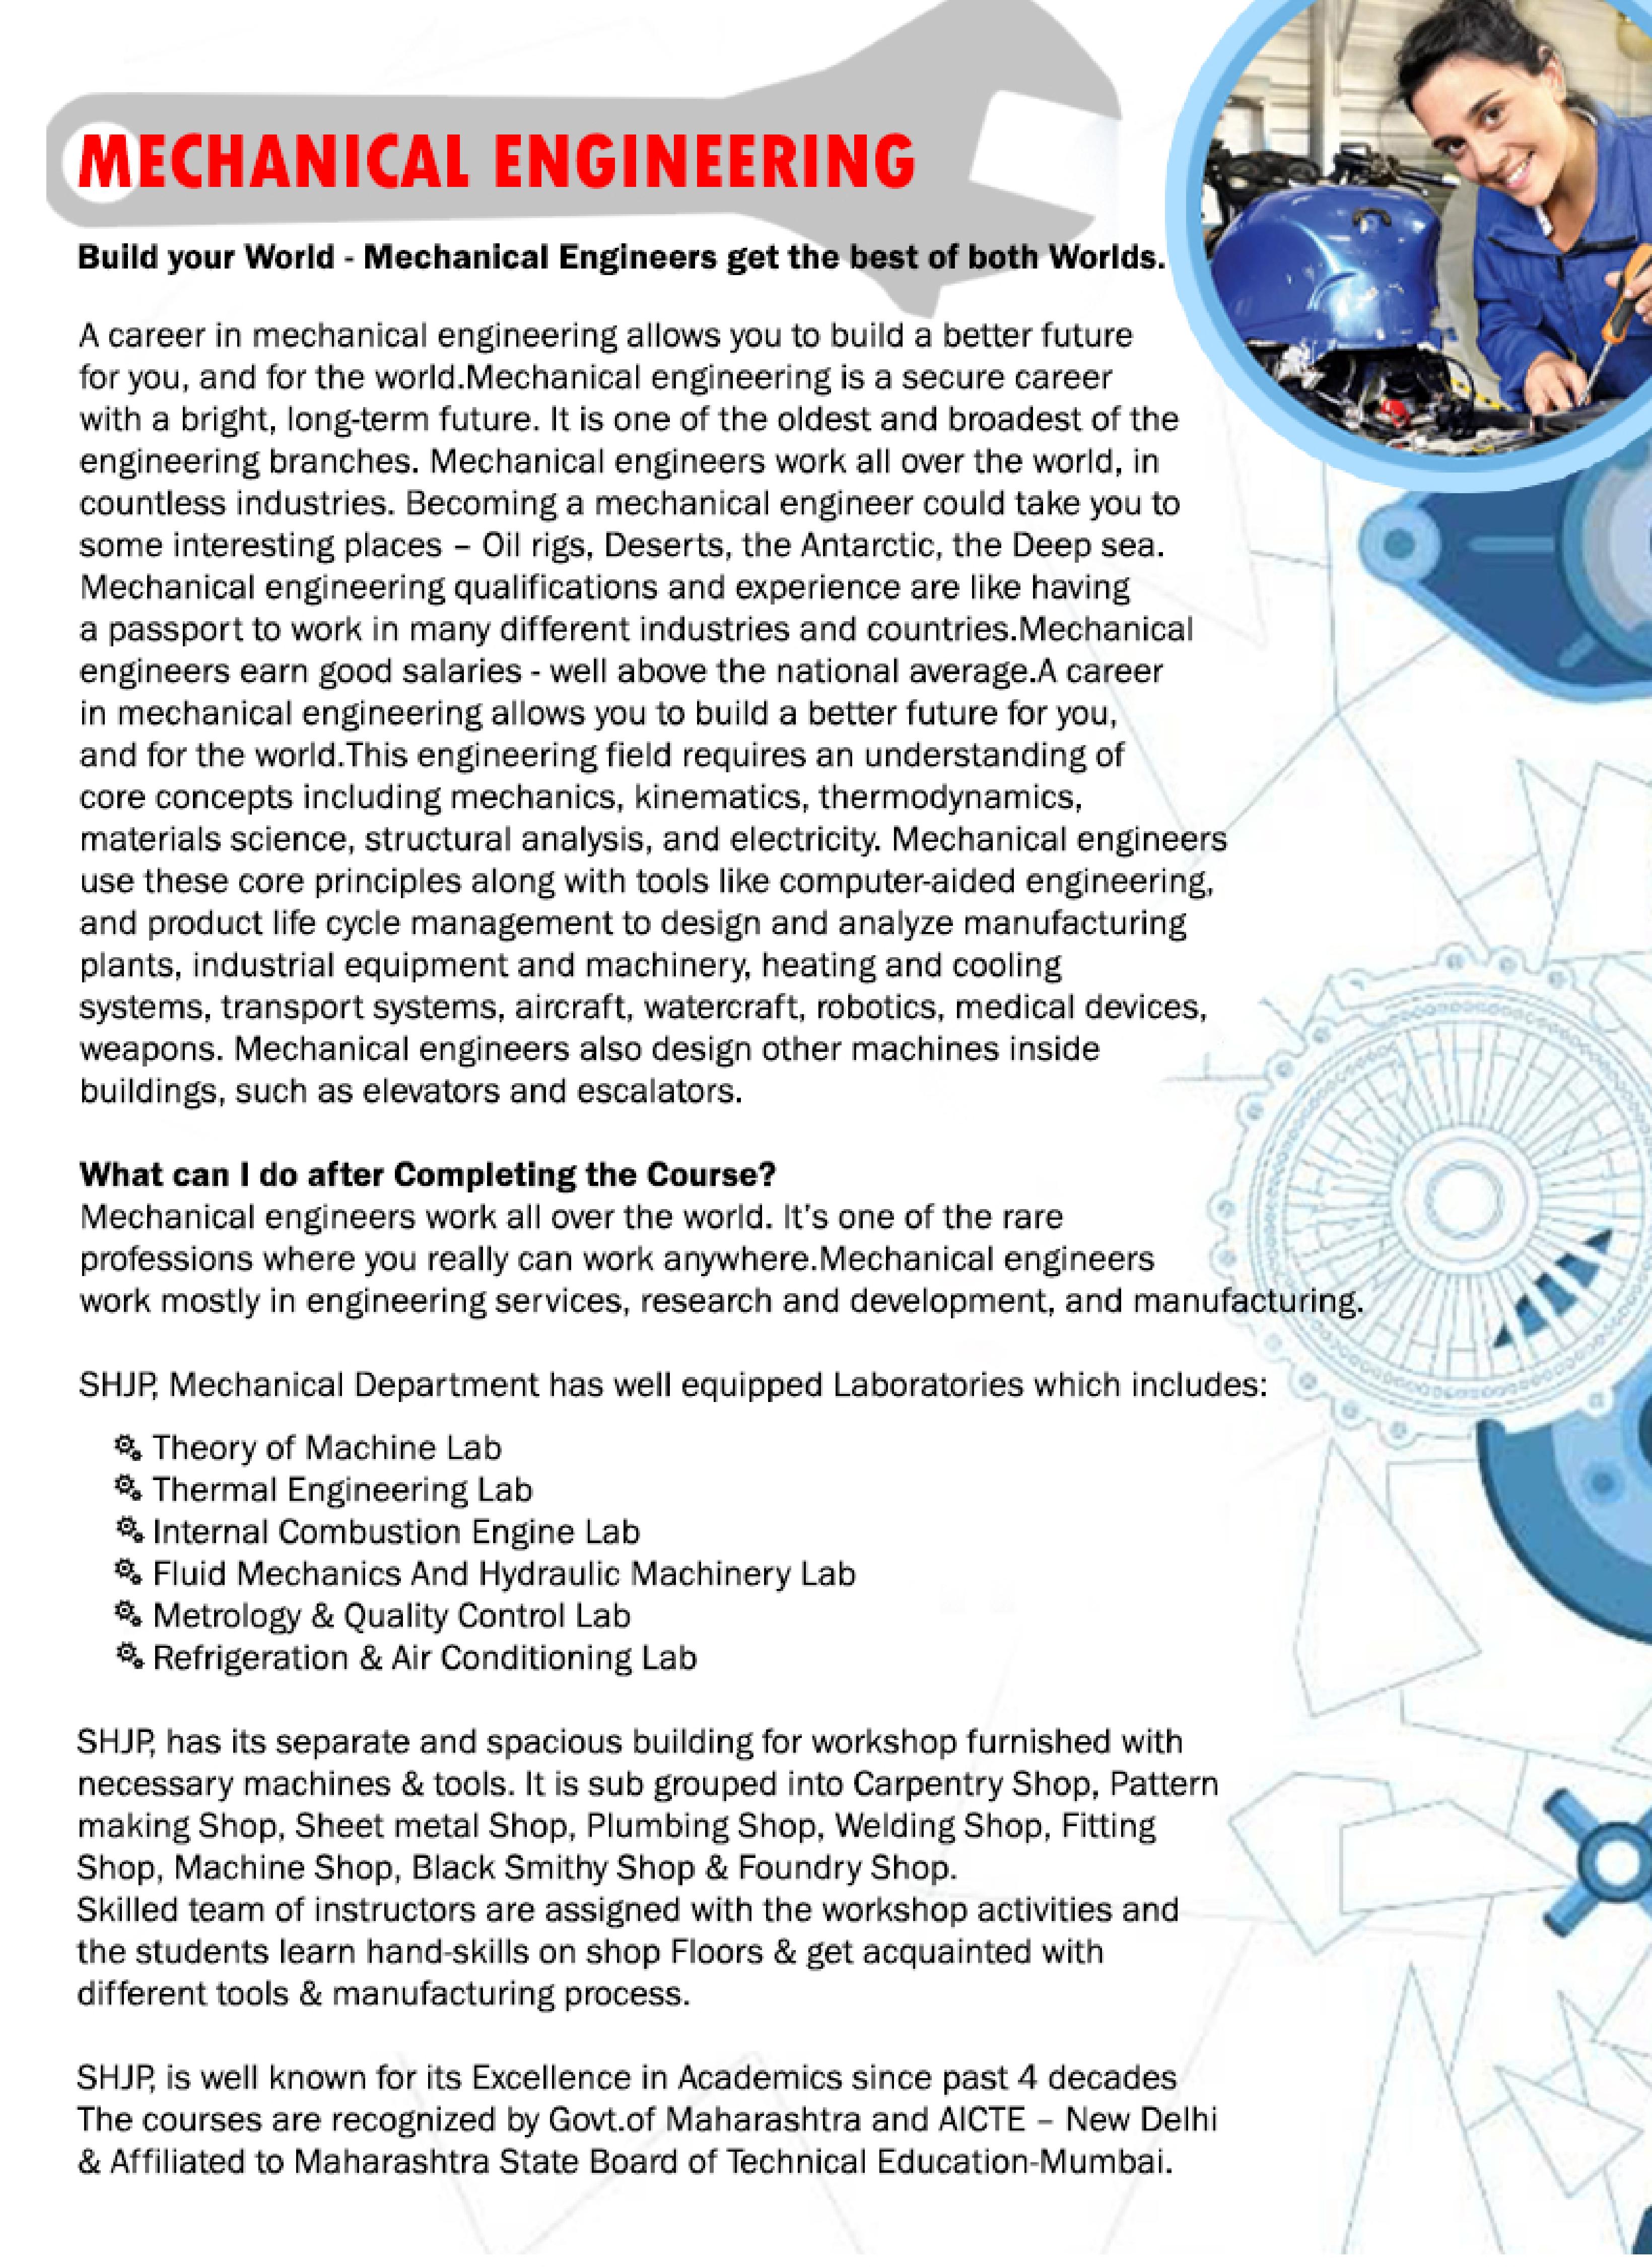 MECHANICAL ENGINEERING
Build your World - Mechanical Engineers get the best of both Worlds.
A career in mechanical engineering allows you to build a better future
for you, and for the world.Mechanical engineering is a secure career
with a bright, long-term future. It is one of the oldest and broadest of the
engineering branches. Mechanical engineers work all over the world, in
countless industries. Becoming a mechanical engineer could take you to
some interesting places – Oil rigs, Deserts, the Antarctic, the Deep sea.
Mechanical engineering qualifications and experience are like having
a passport to work in many different industries and countries.Mechanical
engineers earn good salaries - well above the national average.A career
in mechanical engineering allows you to build a better future for you,
and for the world.This engineering field requires an understanding of
core concepts including mechanics, kinematics, thermodynamics,
materials science, structural analysis, and electricity. Mechanical engineers
use these core principles along with tools like computer-aided engineering,
and product life cycle management to design and analyze manufacturing
plants, industrial equipment and machinery, heating and cooling
systems, transport systems, aircraft, watercraft, robotics, medical devices,
weapons. Mechanical engineers also design other machines inside
buildings, such as elevators and escalators.
What can I do after Completing the Course?
Mechanical engineers work all over the world. It's one of the rare
professions where you really can work anywhere.Mechanical engineers
work mostly in engineering services, research and development, and manufacturing.
SHJP, Mechanical Department has well equipped Laboratories which includes:
Theory of Machine Lab
Thermal Engineering Lab
Internal Combustion Engine Lab
Fluid Mechanics And Hydraulic Machinery Lab
Metrology & Quality Control Lab
Refrigeration & Air Conditioning Lab
SHJP, has its separate and spacious building for workshop furnished with
necessary machines & tools. It is sub grouped into Carpentry Shop, Pattern
making Shop, Sheet metal Shop, Plumbing Shop, Welding Shop, Fitting
Shop, Machine Shop, Black Smithy Shop & Foundry Shop.
Skilled team of instructors are assigned with the workshop activities and
the students learn hand-skills on shop Floors & get acquainted with
different tools & manufacturing process.
SHJP, is well known for its Excellence in Academics since past 4 decades
The courses are recognized by Govt.of Maharashtra and AICTE – New Delhi
& Affiliated to Maharashtra State Board of Technical Education-Mumbai.